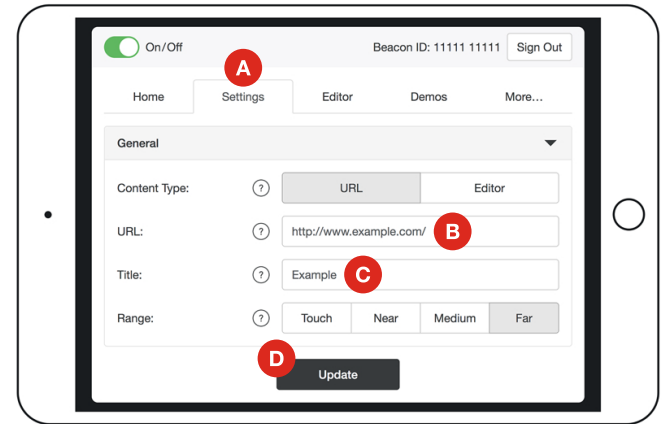 On/Off
Beacon ID: 11111 11111
Sign Out
A
Home
Settings
Editor
Demos
More...
General
Content Type:
?
URL
Editor
URL:
?
http://www.example.com/
B
Title:
?
Example
C
Range:
?
Touch
Near
Medium
Far
D
Update